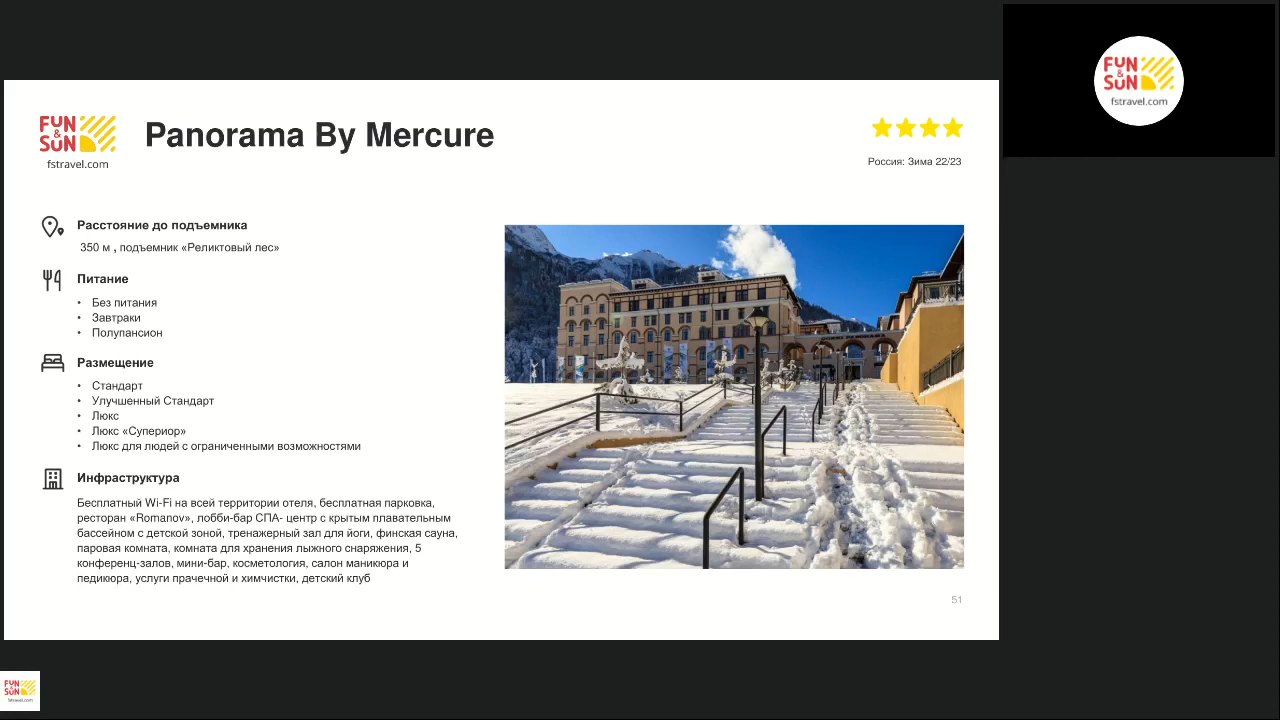 FUN
&
SUN
fstravel.com
Panorama By Mercure
Россия: Зима 22/23
Расстояние до подъемника
350 м , подъемник «Реликтовый лес»
Питание
• Без питания
• Завтраки
• Полупансион
Размещение
• Стандарт
• Улучшенный Стандарт
• Люкс
• Люкс «Супериор»
• Люкс для людей с ограниченными возможностями
Инфраструктура
Бесплатный Wi-Fi на всей территории отеля, бесплатная парковка,
ресторан «Romanov», лобби-бар СПА- центр с крытым плавательным
бассейном с детской зоной, тренажерный зал для йоги, финская сауна,
паровая комната, комната для хранения лыжного снаряжения, 5
конференц-залов, мини-бар, косметология, салон маникюра и
педикюра, услуги прачечной и химчистки, детский клуб
51
FUN
&
SUN
fstravel.com
FUN
&
SUN
fstravel.com